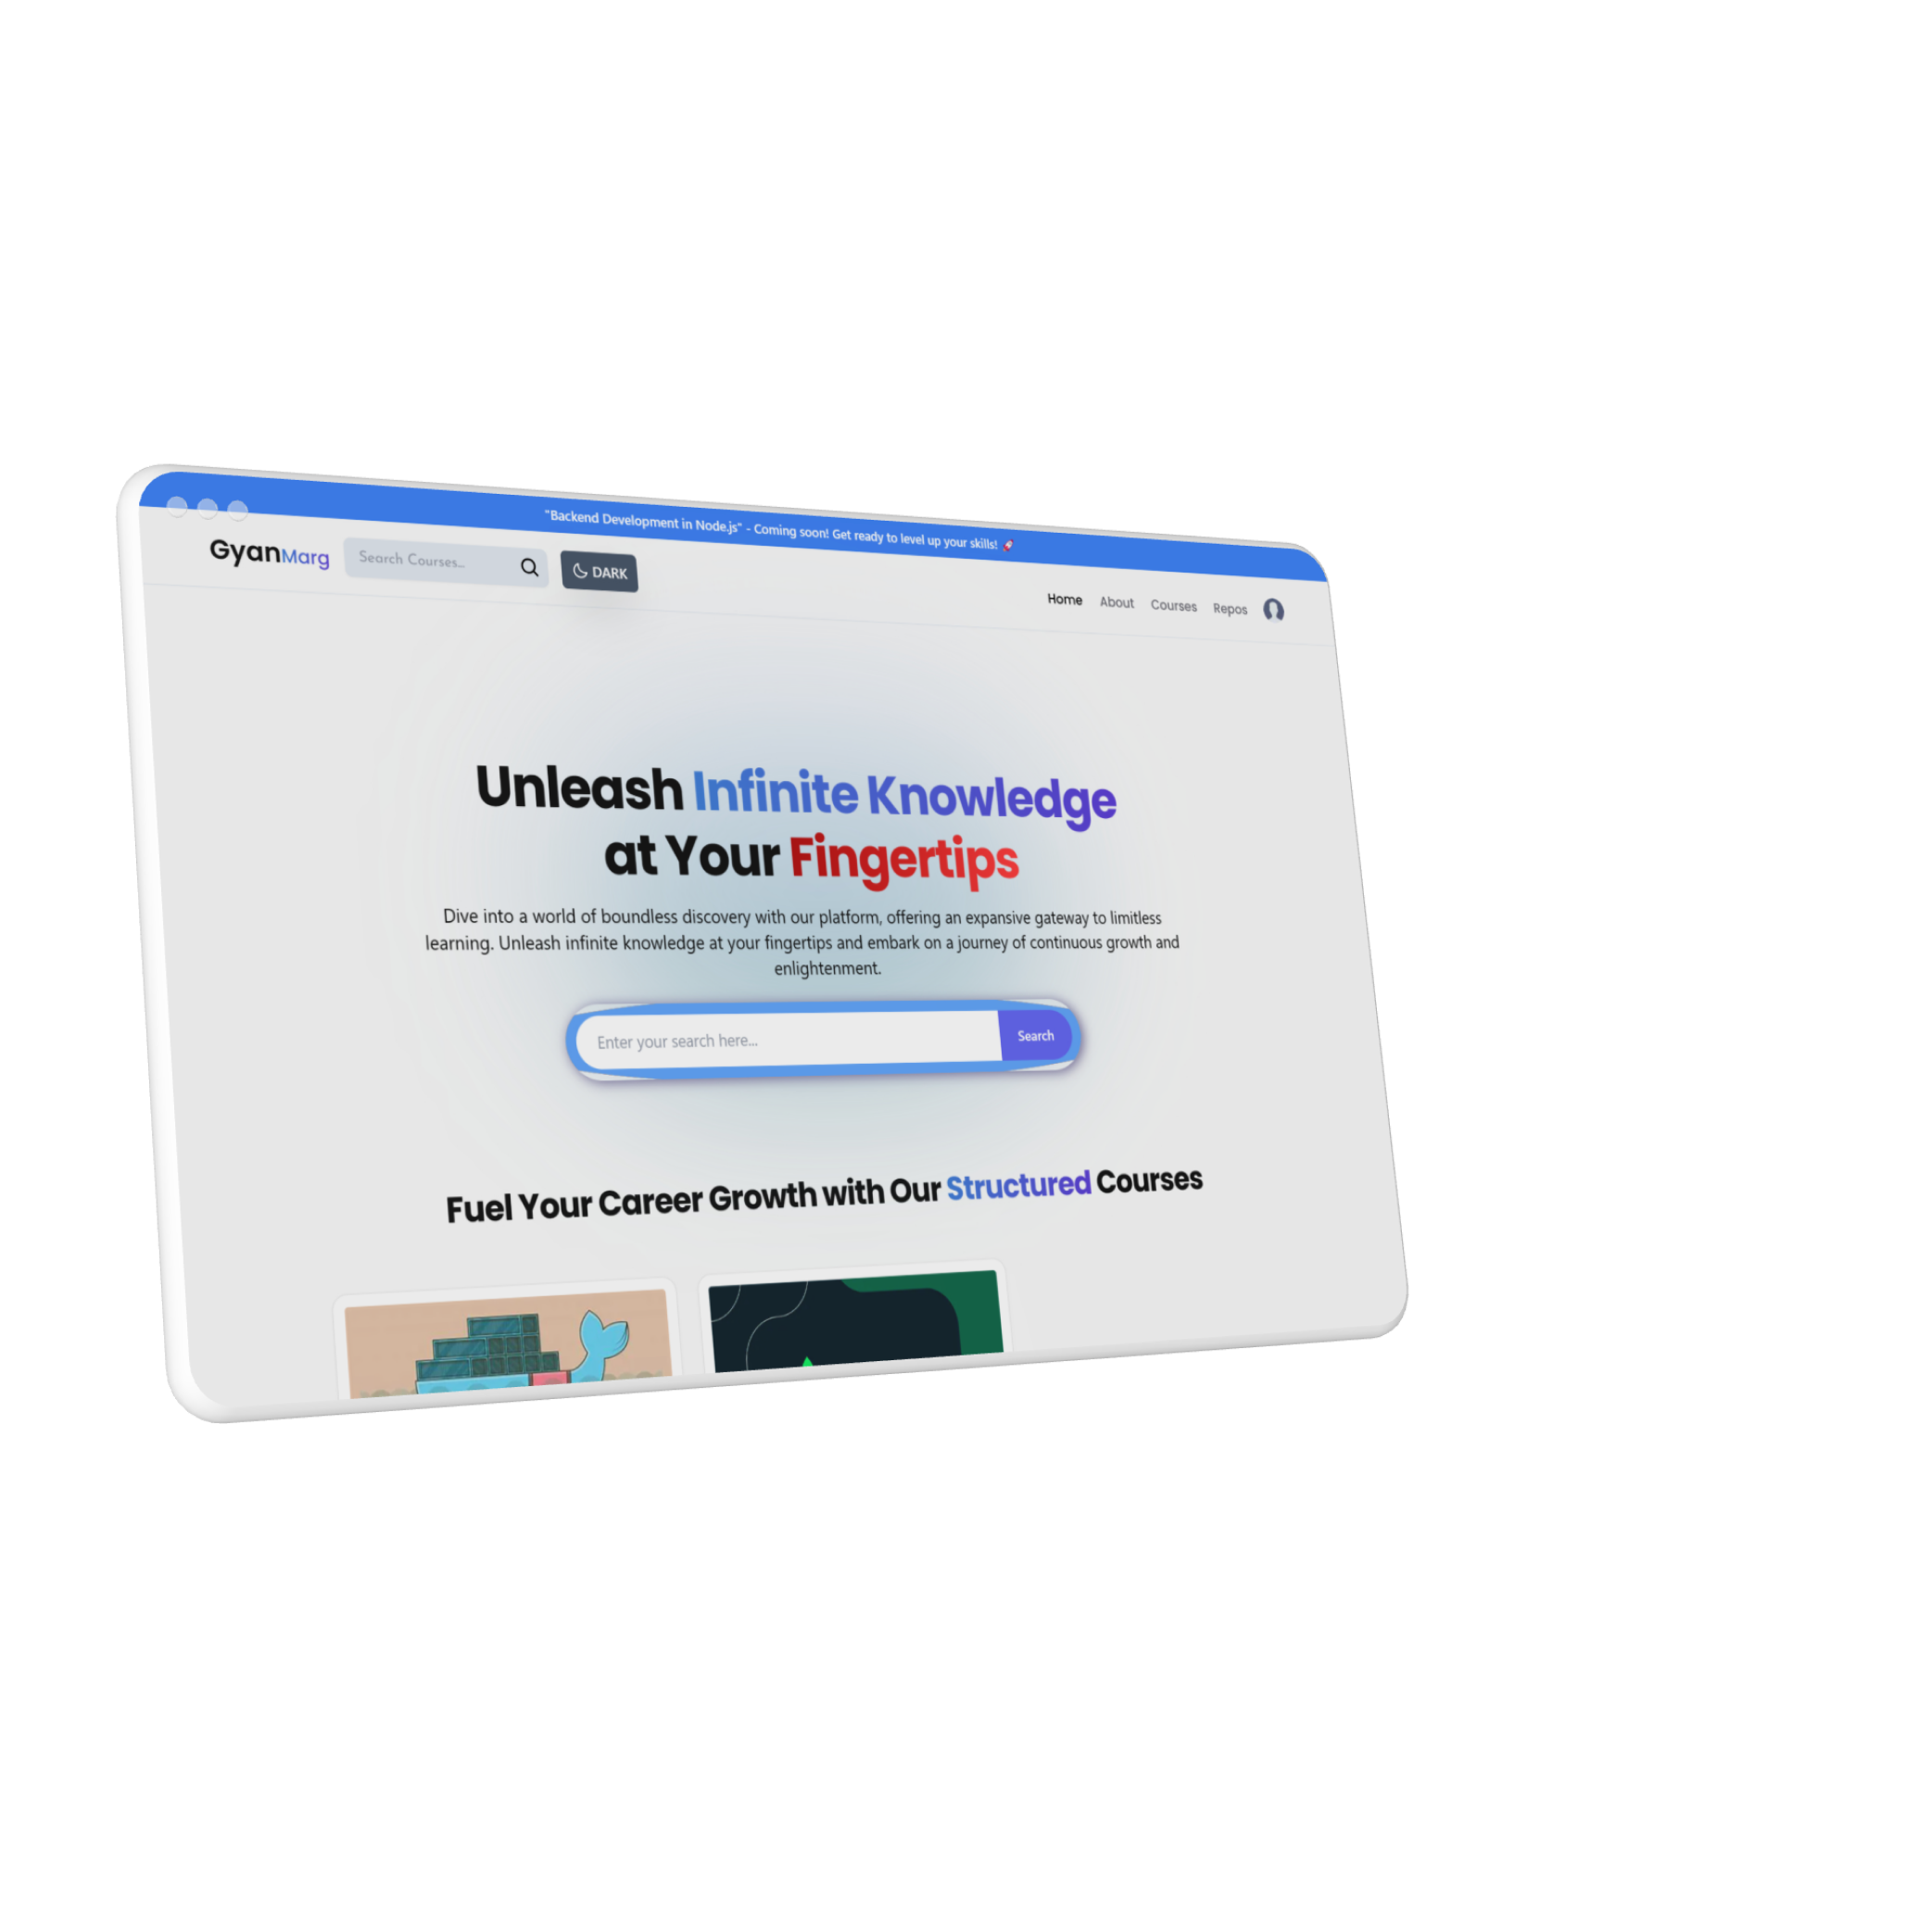 "Backend Development in Node.js" - Coming soon! Get ready to level up your skills! 🚀
GyanMarg
Search Courses...
DARK
Home
About
Courses
Repos
Unleash Infinite Knowledge
at Your Fingertips
Dive into a world of boundless discovery with our platform, offering an expansive gateway to limitless
learning. Unleash infinite knowledge at your fingertips and embark on a journey of continuous growth and
enlightenment.
Enter your search here...
Search
Fuel Your Career Growth with Our Structured Courses